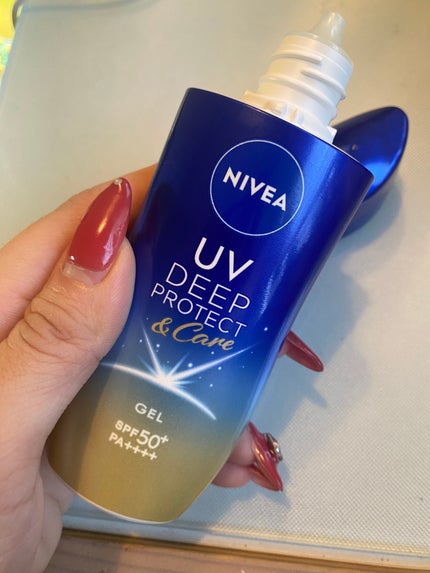 NIVEA
UV
DEEP
PROTECT
& Care
GEL
SPF50+
PA++++